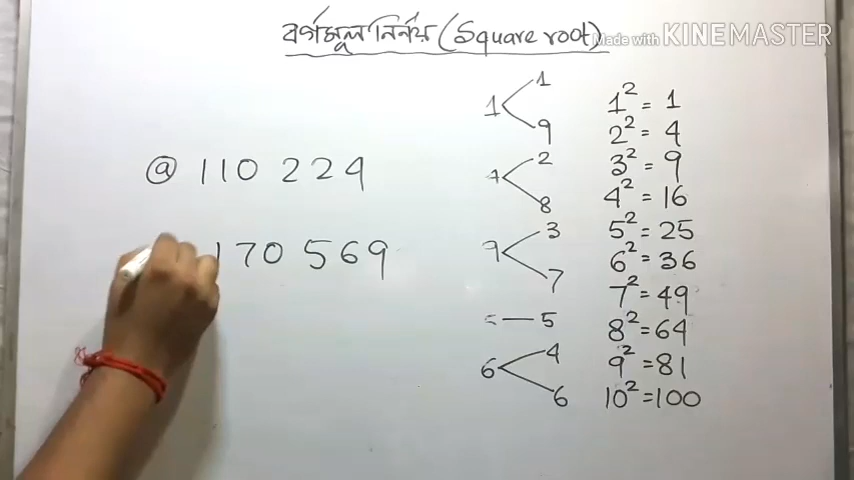 বর্গমূল নির্নয় (Square root)
Made with KINEMASTER
@ 110 224
170 569
1 1 9
4 2 8
9 3 7
5 5
6 4 6
1² = 1
2² = 4
3² = 9
4² = 16
5² = 25
6² = 36
7² = 49
8² = 64
9² = 81
10² = 100